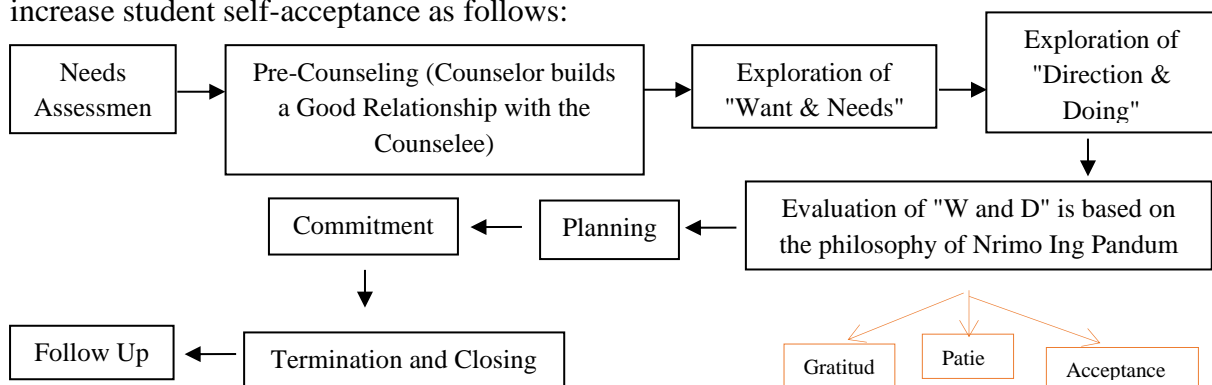 increase student self-acceptance as follows:
Needs
Assessmen
Pre-Counseling (Counselor builds
a Good Relationship with the
Counselee)
Exploration of
"Want & Needs"
Exploration of
"Direction &
Doing"
Evaluation of "W and D" is based on
the philosophy of Nrimo Ing Pandum
Planning
Commitment
Termination and Closing
Follow Up
Gratitud
Patie
Acceptance